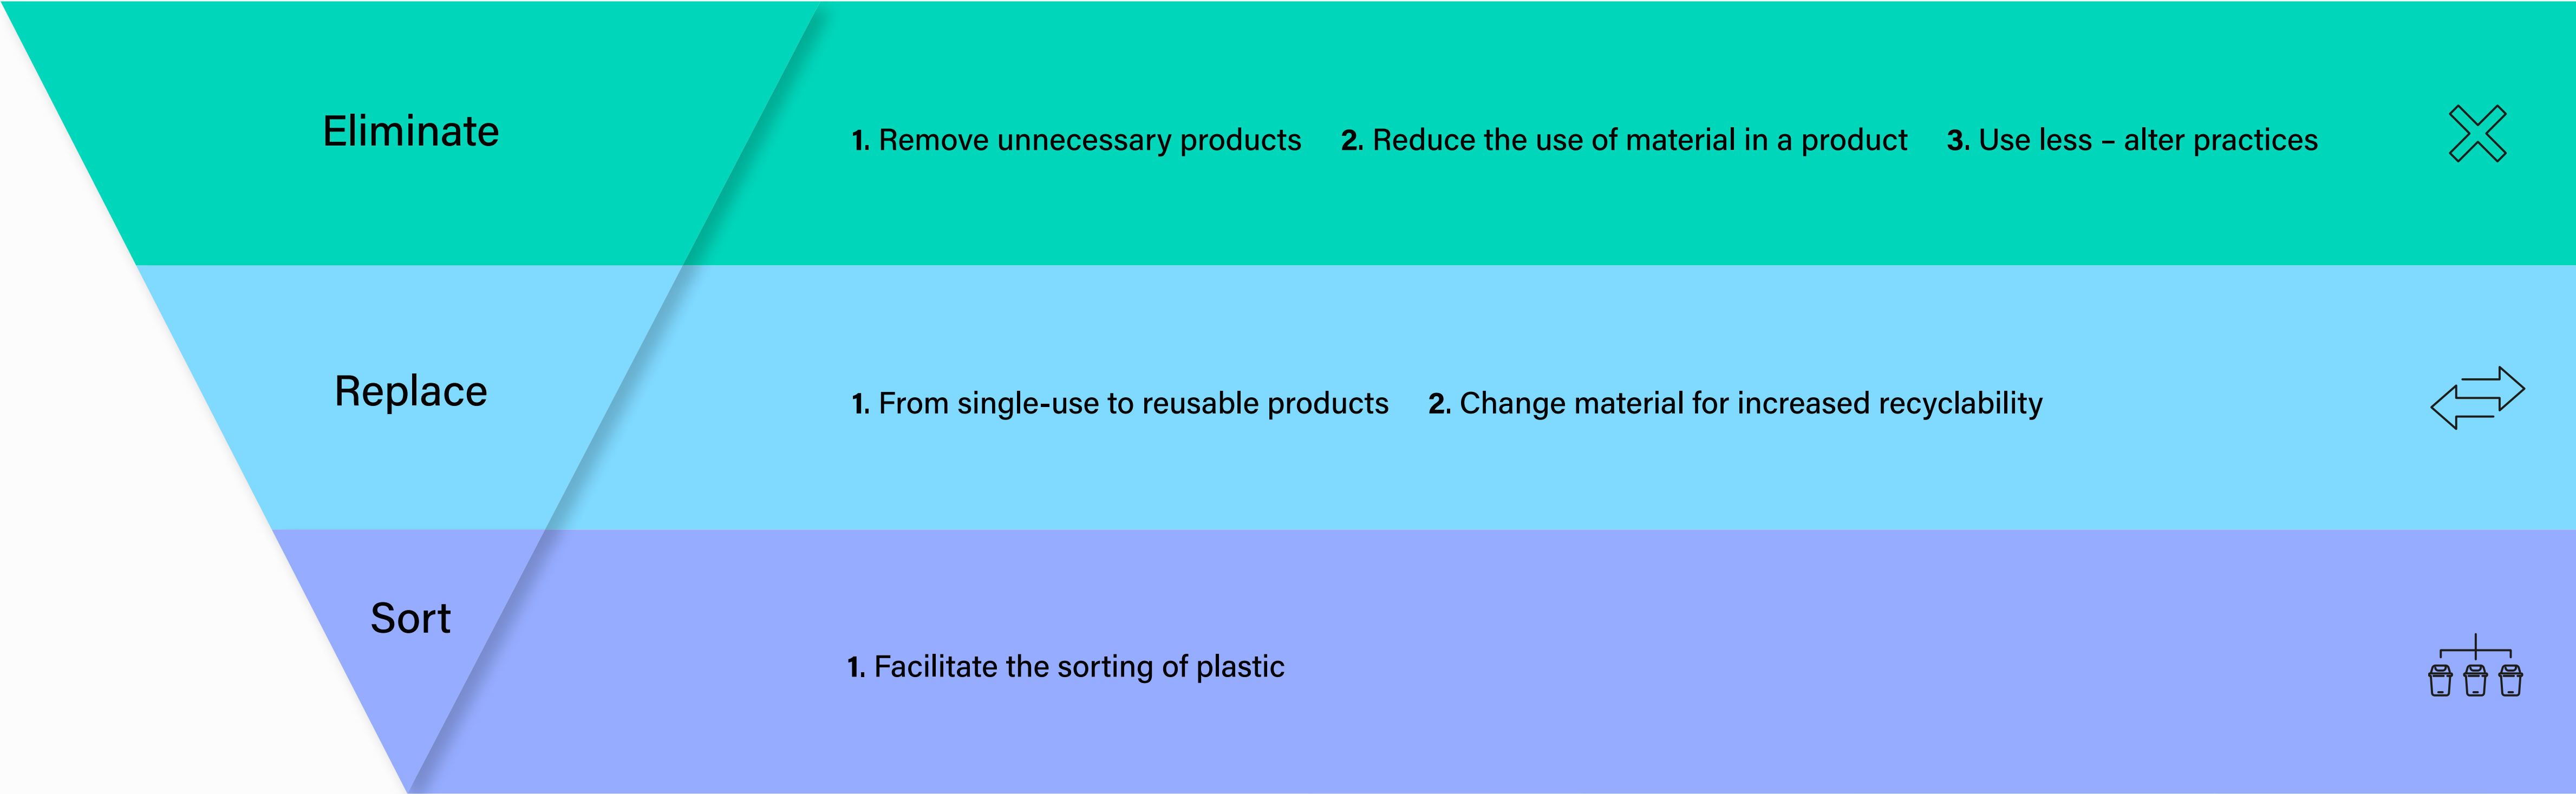 Eliminate
1. Remove unnecessary products 2. Reduce the use of material in a product 3. Use less – alter practices
Replace
1. From single-use to reusable products 2. Change material for increased recyclability
Sort
1. Facilitate the sorting of plastic